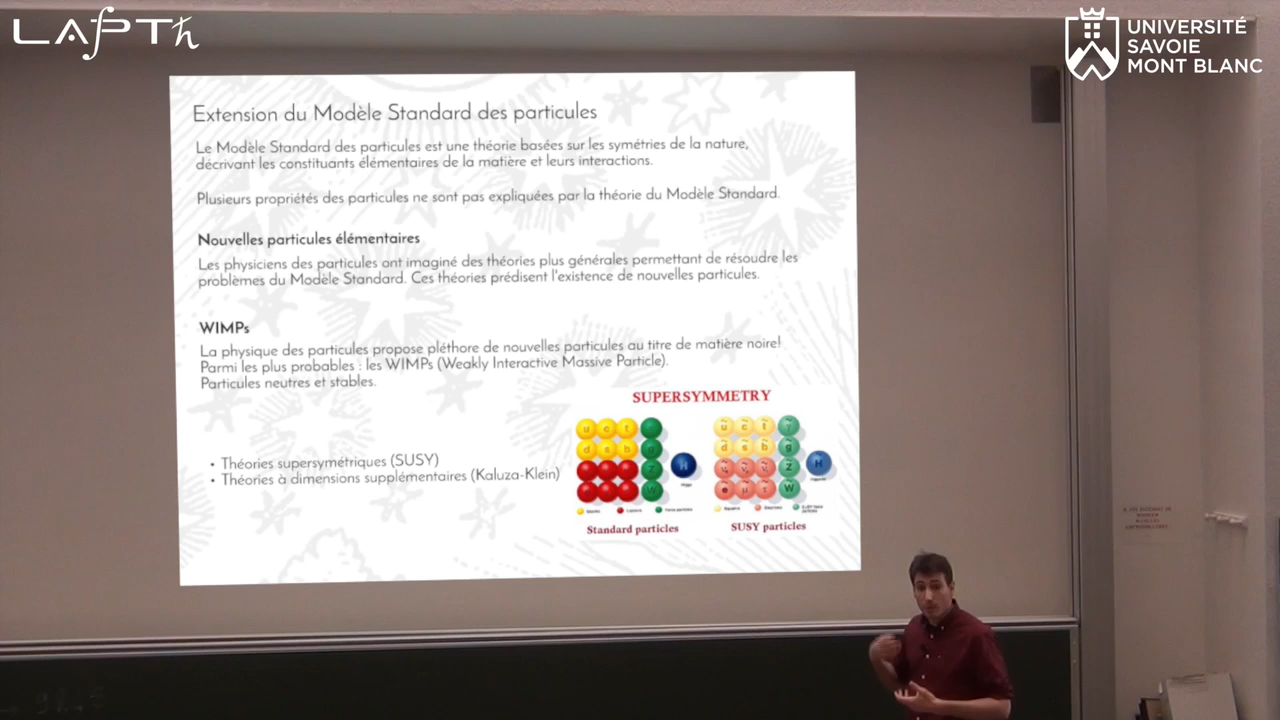 LAPTh
UNIVERSITÉ
SAVOIE
MONT BLANC
Extension du Modèle Standard des particules
Le Modèle Standard des particules est une théorie basées sur les symétries de la nature,
décrivant les constituants élémentaires de la matière et leurs interactions.
Plusieurs propriétés des particules ne sont pas expliquées par la théorie du Modèle Standard.
Nouvelles particules élémentaires
Les physiciens des particules ont imaginé des théories plus générales permettant de résoudre les
problèmes du Modèle Standard. Ces théories prédisent l'existence de nouvelles particules.
WIMPs
La physique des particules propose pléthore de nouvelles particules au titre de matière noire!
Parmi les plus probables : les WIMPs (Weakly Interactive Massive Particle).
Particules neutres et stables.
• Théories supersymétriques (SUSY)
• Théories à dimensions supplémentaires (Kaluza-Klein)
SUPERSYMMETRY
u c t
d s b g
Z
W
H
ũ c̃ t̃ γ̃
d̃ s̃ b̃ g̃
Z̃
e μ τ W
H
Standard particles
SUSY particles